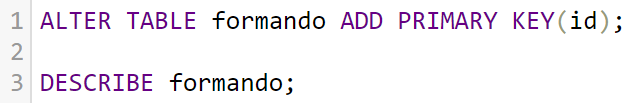 1 ALTER TABLE formando ADD PRIMARY KEY(id);
2
3 DESCRIBE formando;